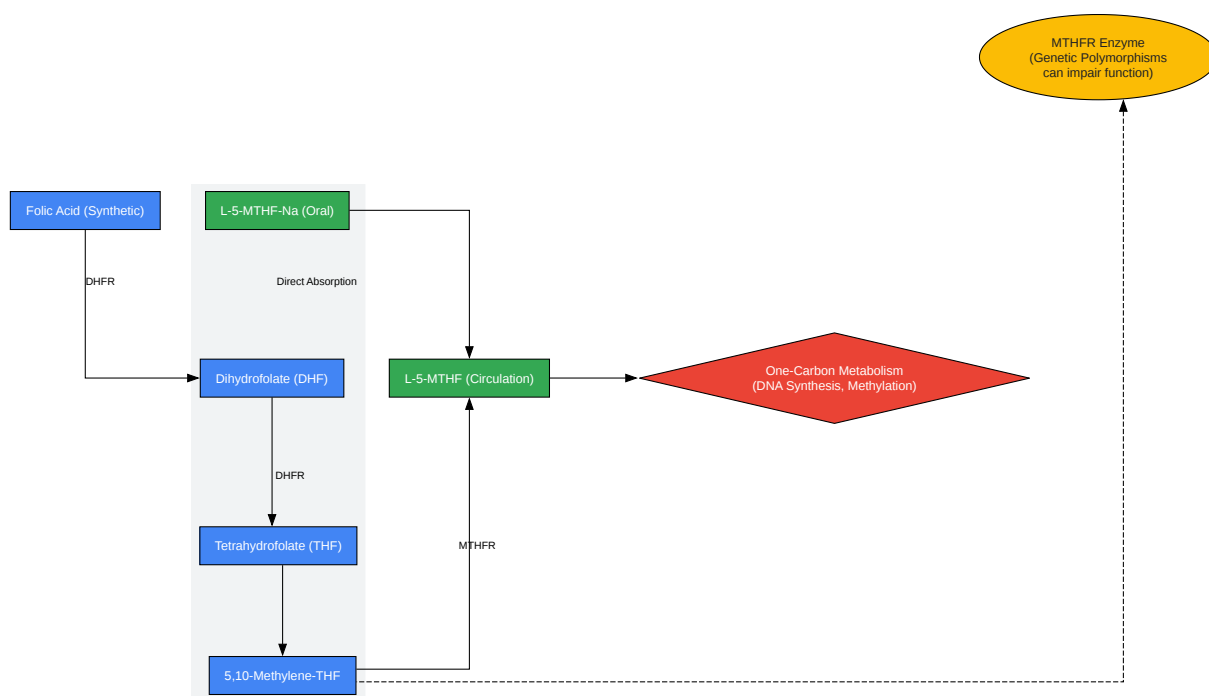 MTHFR Enzyme
(Genetic Polymorphisms
can impair function)
Folic Acid (Synthetic)
L-5-MTHF-Na (Oral)
DHFR
Direct Absorption
Dihydrofolate (DHF)
L-5-MTHF (Circulation)
One-Carbon Metabolism
(DNA Synthesis, Methylation)
DHFR
Tetrahydrofolate (THF)
MTHFR
5,10-Methylene-THF